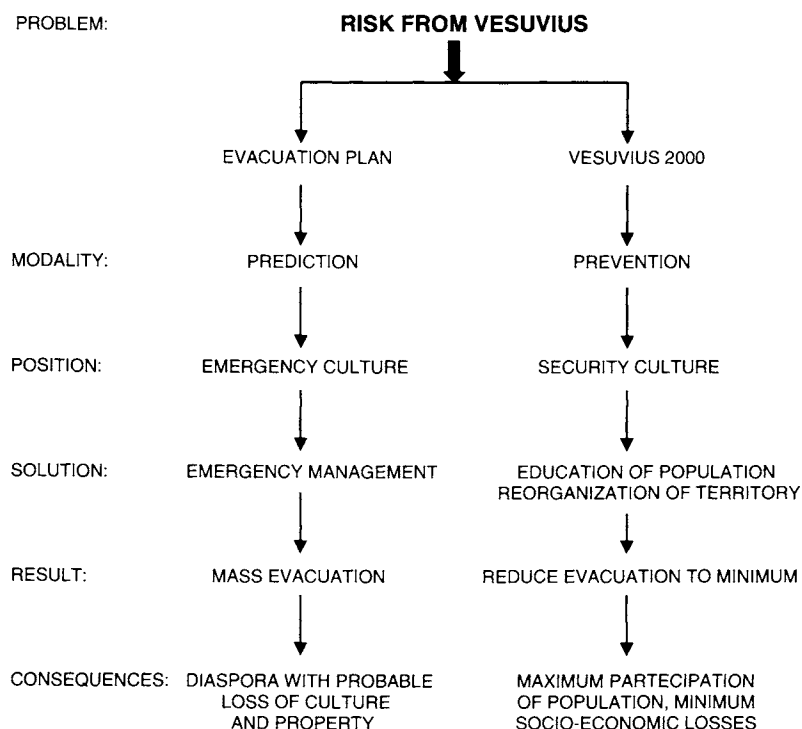 PROBLEM: RISK FROM VESUVIUS
EVACUATION PLAN VESUVIUS 2000
MODALITY: PREDICTION PREVENTION
POSITION: EMERGENCY CULTURE SECURITY CULTURE
SOLUTION: EMERGENCY MANAGEMENT EDUCATION OF POPULATION
REORGANIZATION OF TERRITORY
RESULT: MASS EVACUATION REDUCE EVACUATION TO MINIMUM
CONSEQUENCES: DIASPORA WITH PROBABLE MAXIMUM PARTECIPATION
LOSS OF CULTURE OF POPULATION, MINIMUM
AND PROPERTY SOCIO-ECONOMIC LOSSES